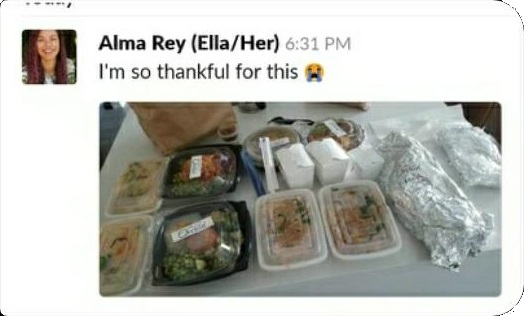 Alma Rey (Ella/Her) 6:31 PM
I'm so thankful for this 😭